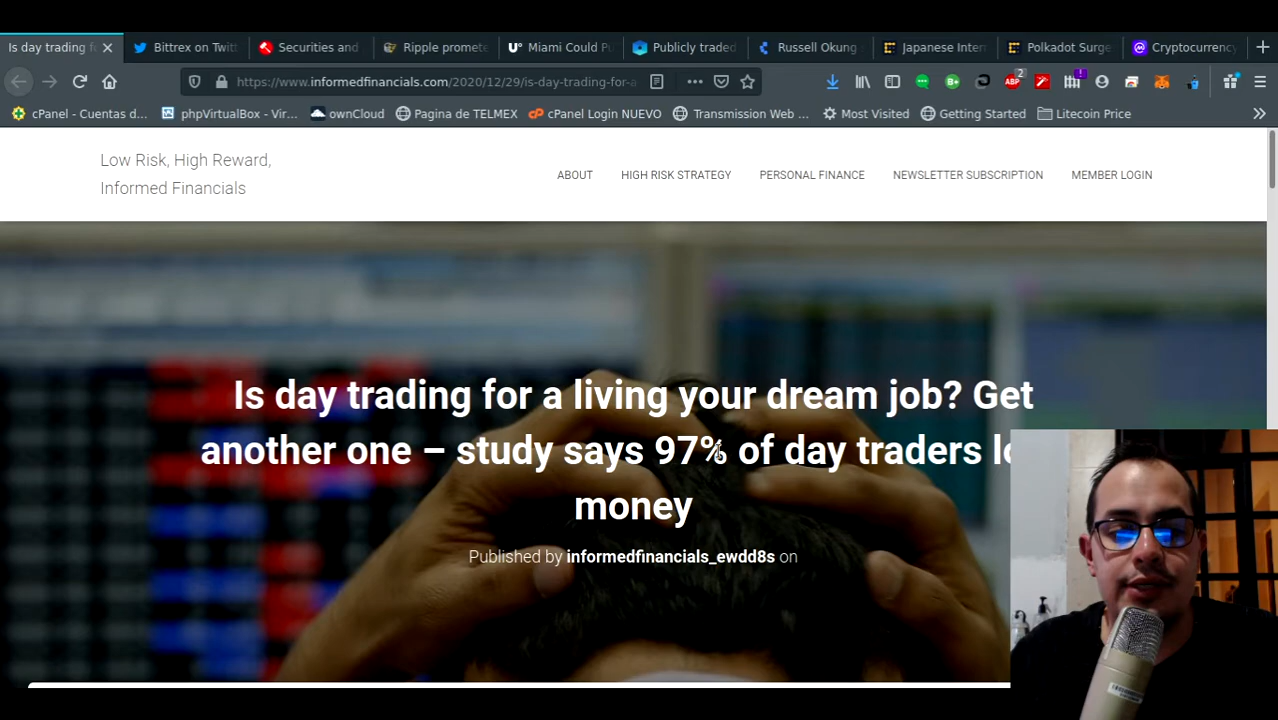 Is day trading f
Bittrex on Twitt
Securities and
Ripple promete
U° Miami Could P
Publicly traded
Russell Okung
Japanese Inter
Polkadot Surge
Cryptocurrency
https://www.informedfinancials.com/2020/12/29/is-day-trading-for-a
ABP 2
cPanel - Cuentas d...
phpVirtualBox - Vir...
ownCloud
Pagina de TELMEX
cPanel Login NUEVO
Transmission Web ...
Most Visited
Getting Started
Litecoin Price
Low Risk, High Reward,
Informed Financials
ABOUT
HIGH RISK STRATEGY
PERSONAL FINANCE
NEWSLETTER SUBSCRIPTION
MEMBER LOGIN
Is day trading for a living your dream job? Get
another one – study says 97% of day traders lo
money
Published by informedfinancials_ewdd8s on